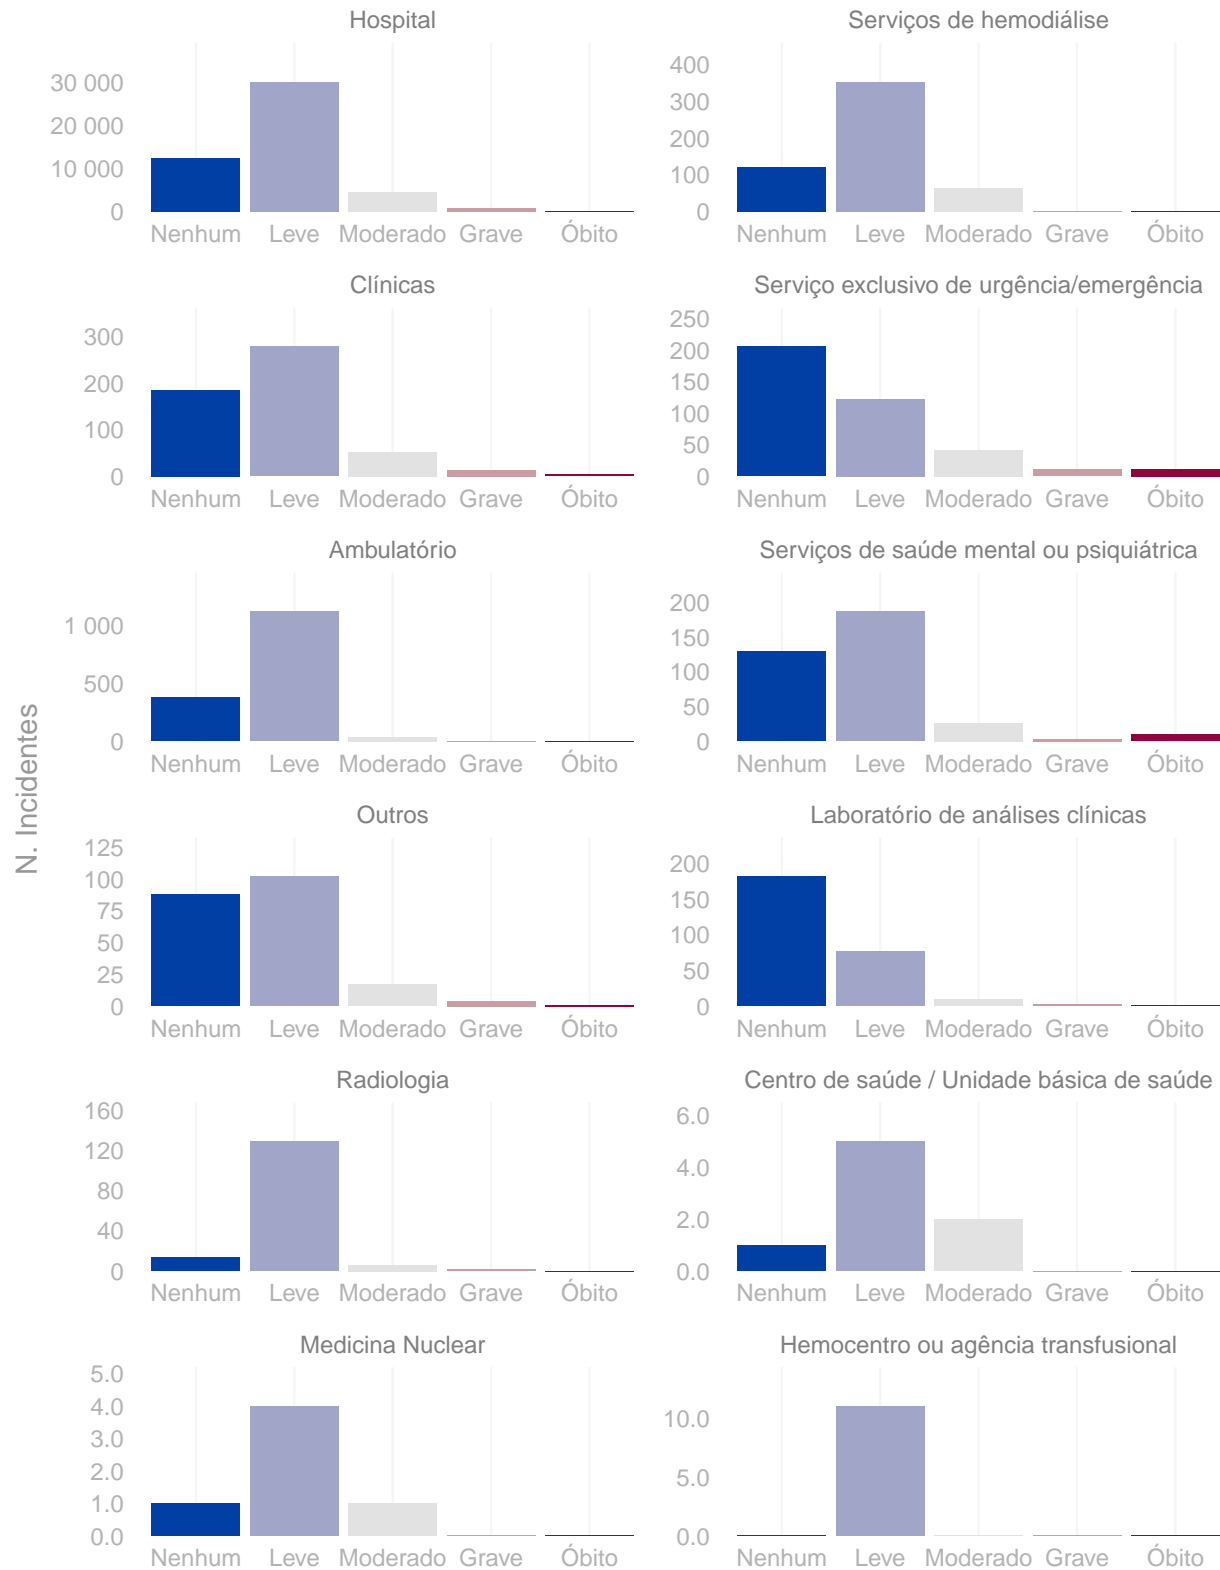 Hospital
30 000
20 000
10 000
0
Nenhum Leve Moderado Grave Óbito
Serviços de hemodiálise
400
300
200
100
0
Nenhum Leve Moderado Grave Óbito
Clínicas
300
200
100
0
Nenhum Leve Moderado Grave Óbito
Serviço exclusivo de urgência/emergência
250
200
150
100
50
0
Nenhum Leve Moderado Grave Óbito
Ambulatório
1 000
500
0
Nenhum Leve Moderado Grave Óbito
Serviços de saúde mental ou psiquiátrica
200
150
100
50
0
Nenhum Leve Moderado Grave Óbito
N. Incidentes
Outros
125
100
75
50
25
0
Nenhum Leve Moderado Grave Óbito
Laboratório de análises clínicas
200
150
100
50
0
Nenhum Leve Moderado Grave Óbito
Radiologia
160
120
80
40
0
Nenhum Leve Moderado Grave Óbito
Centro de saúde / Unidade básica de saúde
6.0
4.0
2.0
0.0
Nenhum Leve Moderado Grave Óbito
Medicina Nuclear
5.0
4.0
3.0
2.0
1.0
0.0
Nenhum Leve Moderado Grave Óbito
Hemocentro ou agência transfusional
10.0
5.0
0.0
Nenhum Leve Moderado Grave Óbito